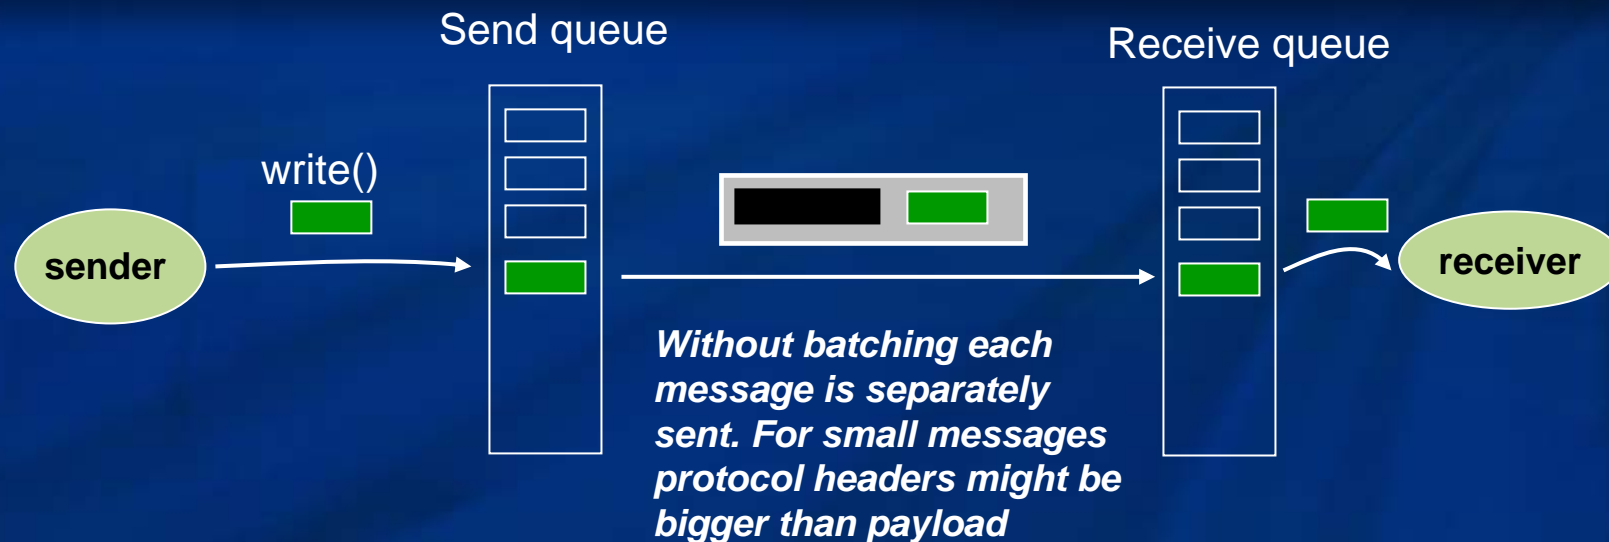 Send queue
Receive queue
write()
sender
receiver
Without batching each
message is separately
sent. For small messages
protocol headers might be
bigger than payload